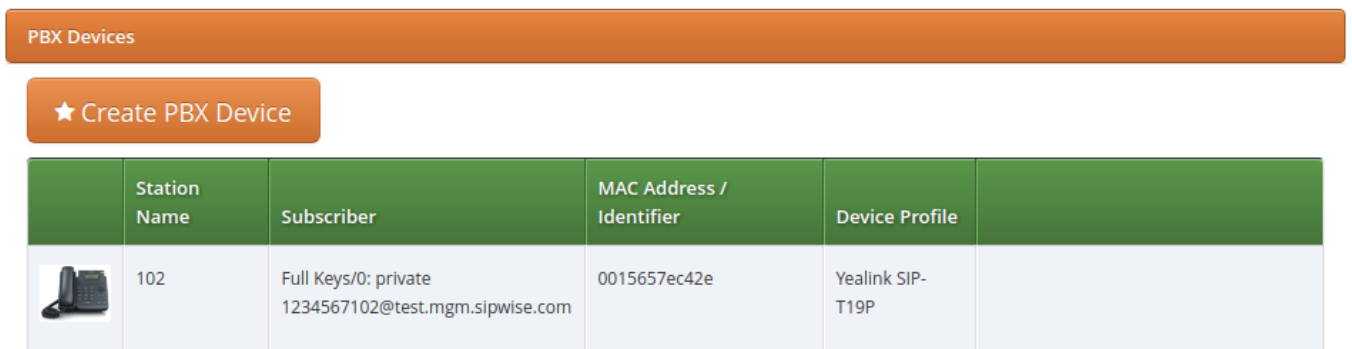 PBX Devices
Create PBX Device
Station Name
Subscriber
MAC Address / Identifier
Device Profile
102
Full Keys/0: private
1234567102@test.mgm.sipwise.com
0015657ec42e
Yealink SIP-
T19P